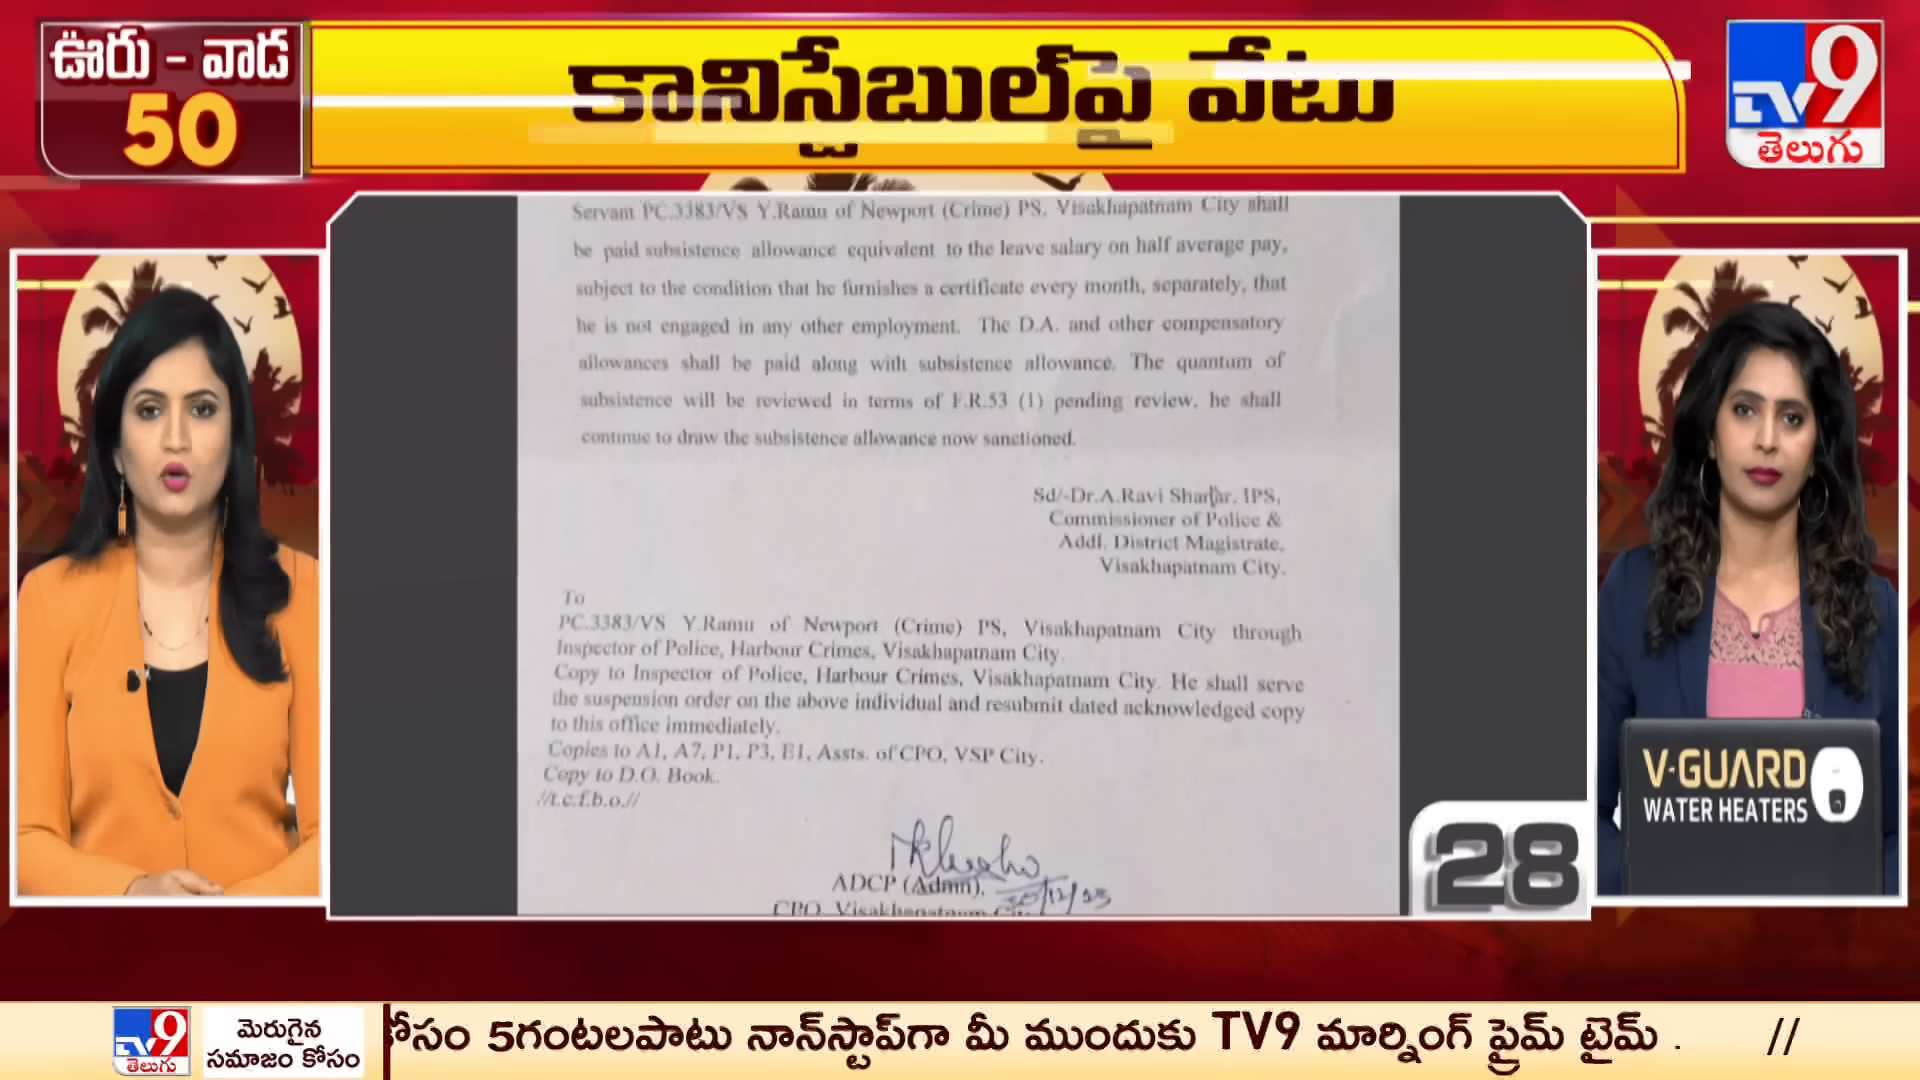 ఊరు - వాడ
50
కానిస్టేబుల్‌పై వేటు
TV9
తెలుగు
Servant PC.3383/VS Y.Ramu of Newport (Crime) PS, Visakhapatnam City shall
be paid subsistence allowance equivalent to the leave salary on half average pay,
subject to the condition that he furnishes a certificate every month, separately, that
he is not engaged in any other employment. The D.A. and other compensatory
allowances shall be paid along with subsistence allowance. The quantum of
subsistence will be reviewed in terms of F.R.53 (1) pending review, he shall
continue to draw the subsistence allowance now sanctioned.
Sd/-Dr.A.Ravi Shankar, IPS,
Commissioner of Police &
Addl. District Magistrate,
Visakhapatnam City.
To
PC.3383/VS Y.Ramu of Newport (Crime) PS, Visakhapatnam City through
Inspector of Police, Harbour Crimes, Visakhapatnam City.
Copy to Inspector of Police, Harbour Crimes, Visakhapatnam City. He shall serve
the suspension order on the above individual and resubmit dated acknowledged copy
to this office immediately.
Copies to A1, A7, P1, P3, E1, Assts. of CPO, VSP City.
Copy to D.O. Book.
//t.c.f.b.o.//
ADCP (Admn),
CPO, Visakhapatnam City
28
V-GUARD
WATER HEATERS
TV9
తెలుగు
మెరుగైన
సమాజం కోసం
కోసం 5గంటలపాటు నాన్‌స్టాప్‌గా మీ ముందుకు TV9 మార్నింగ్ ప్రైమ్ టైమ్ . //